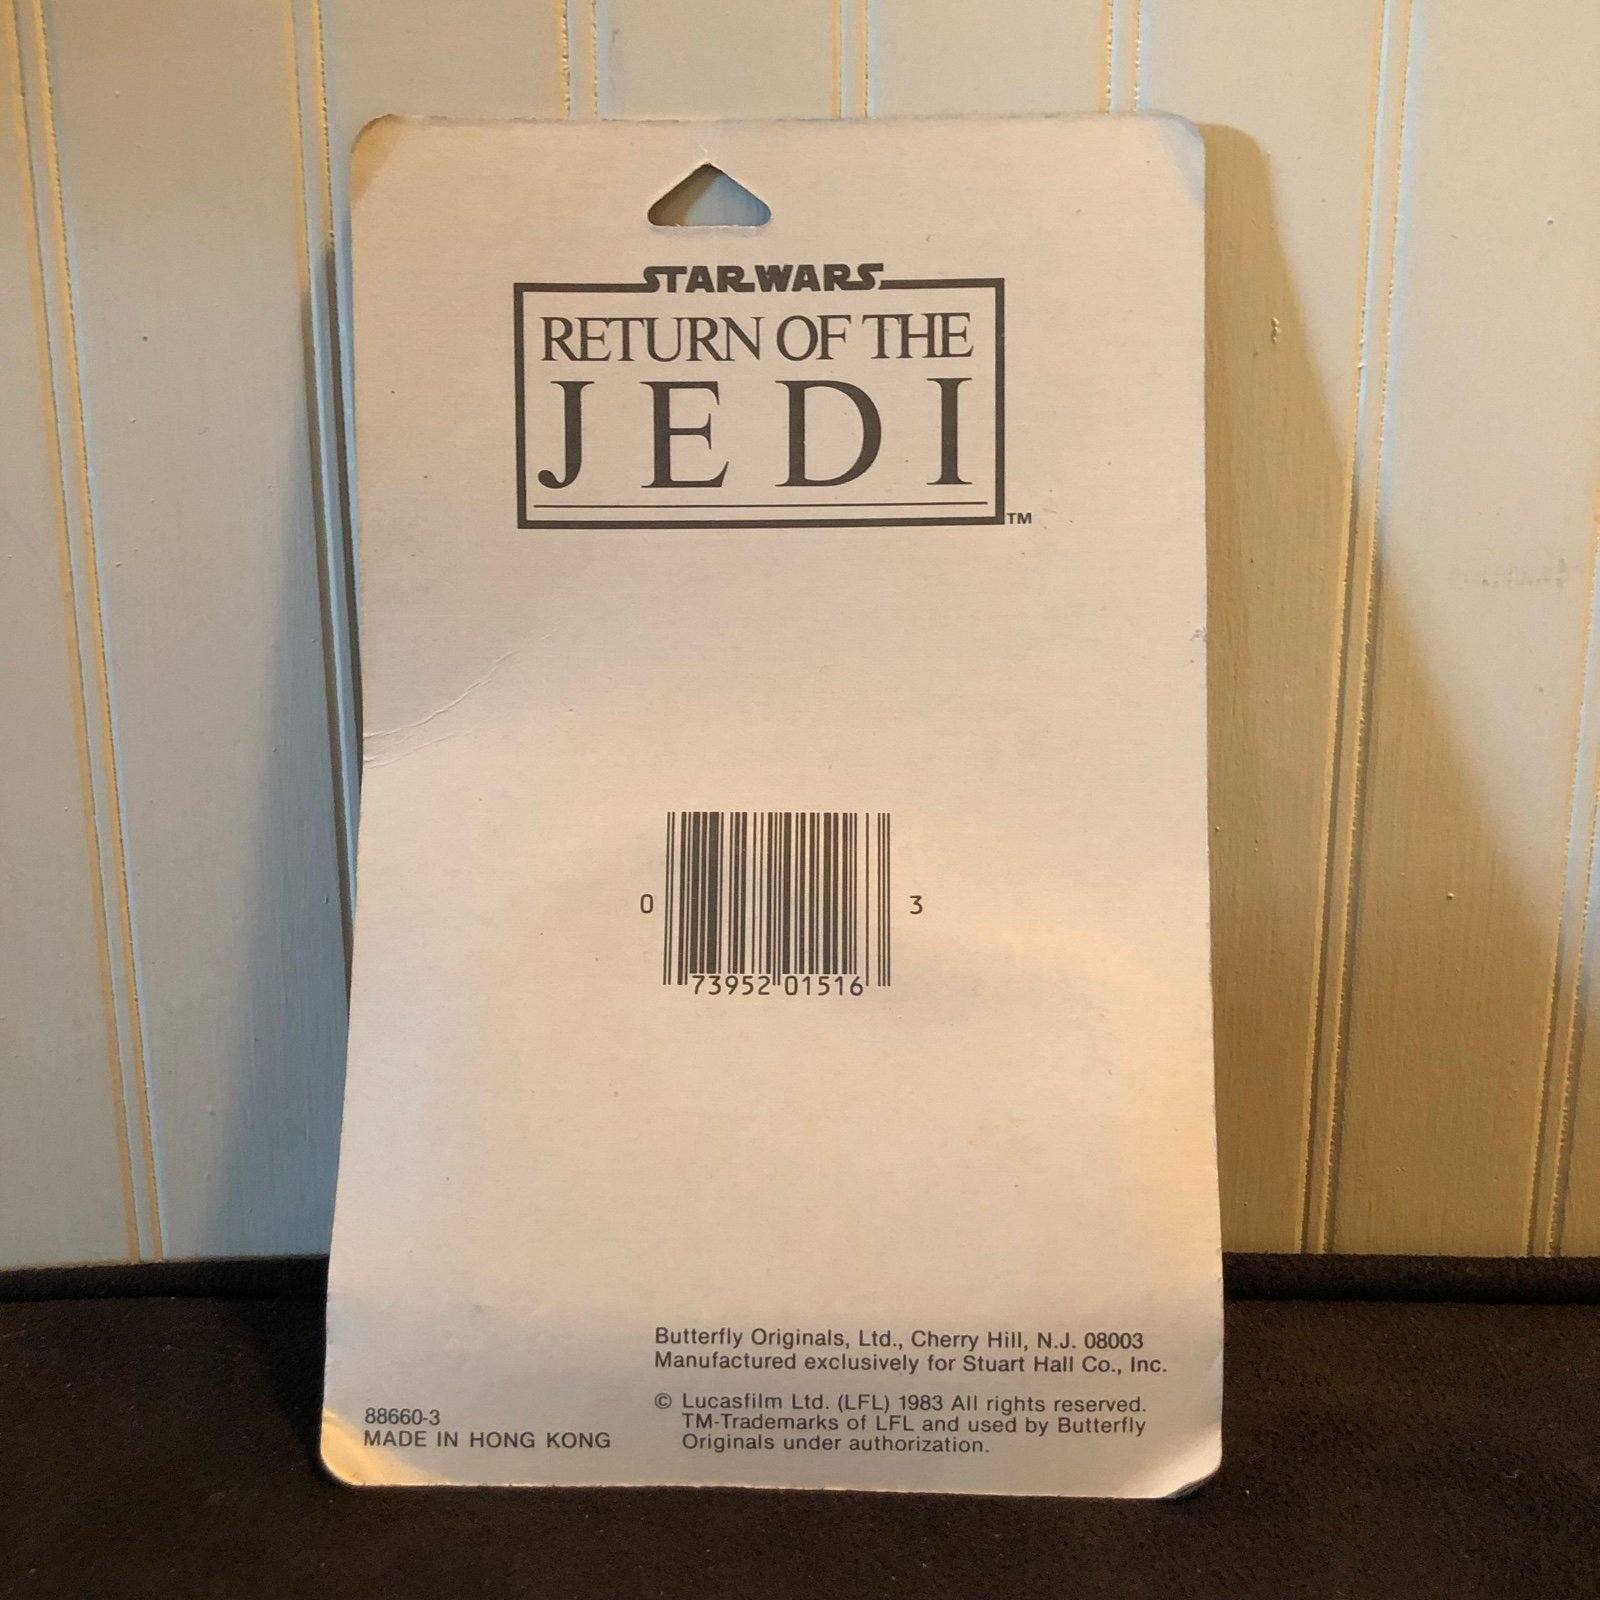 STAR WARS
RETURN OF THE
JEDI
TM
0 73952 01516 3
Butterfly Originals, Ltd., Cherry Hill, N.J. 08003
Manufactured exclusively for Stuart Hall Co., Inc.
© Lucasfilm Ltd. (LFL) 1983 All rights reserved.
TM-Trademarks of LFL and used by Butterfly
Originals under authorization.
88660-3
MADE IN HONG KONG